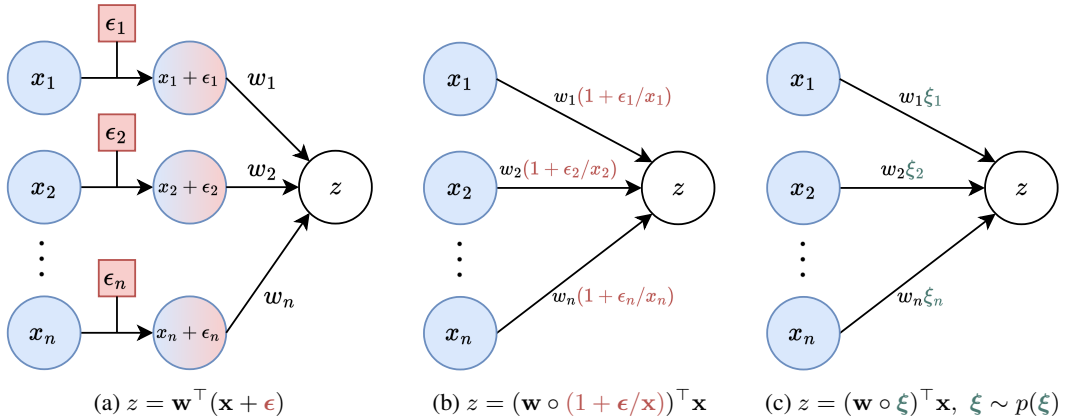 ϵ₁
x₁
x₁ + ϵ₁
w₁
ϵ₂
x₂
x₂ + ϵ₂
w₂
z
⋮
ϵₙ
xₙ
xₙ + ϵₙ
wₙ
(a) z = w⊤(x + ϵ)
x₁
w₁(1 + ϵ₁/x₁)
x₂
w₂(1 + ϵ₂/x₂)
z
⋮
xₙ
wₙ(1 + ϵₙ/xₙ)
(b) z = (w ∘ (1 + ϵ/x))⊤x
x₁
w₁ξ₁
x₂
w₂ξ₂
z
⋮
xₙ
wₙξₙ
(c) z = (w ∘ ξ)⊤x, ξ ∼ p(ξ)